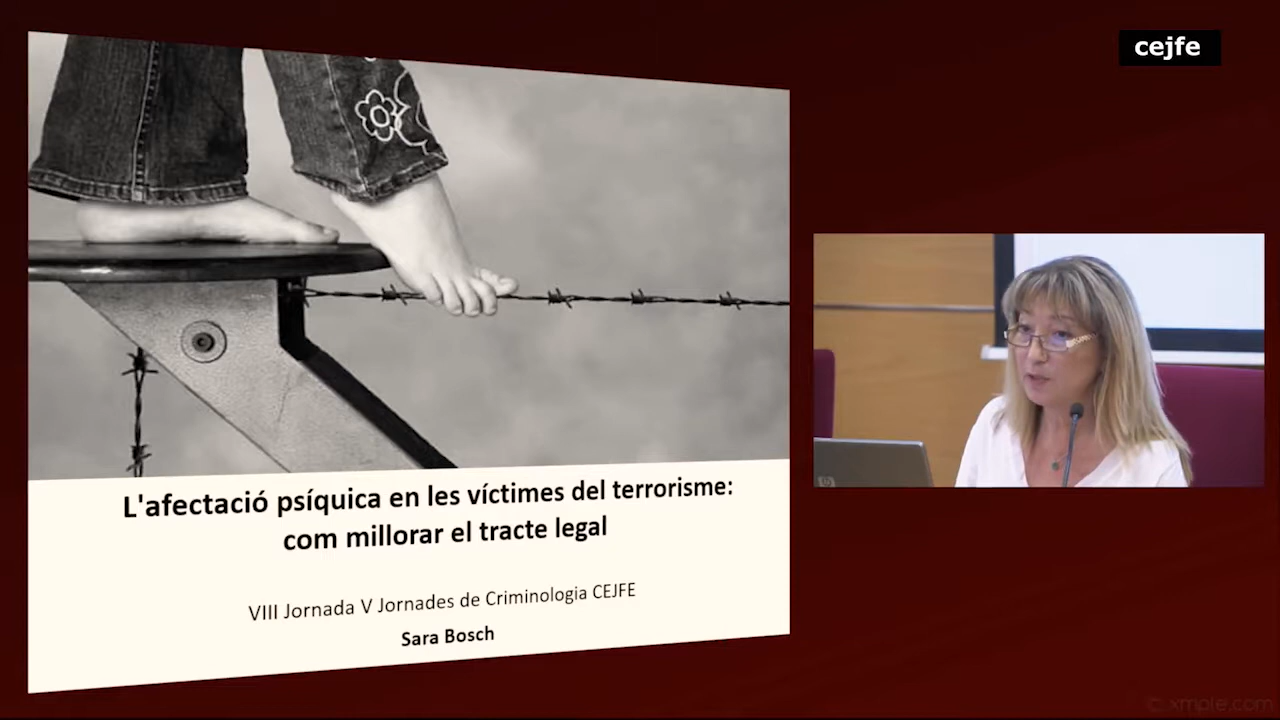 cejfe
L'afectació psíquica en les víctimes del terrorisme:
com millorar el tracte legal
VIII Jornada V Jornades de Criminologia CEJFE
Sara Bosch